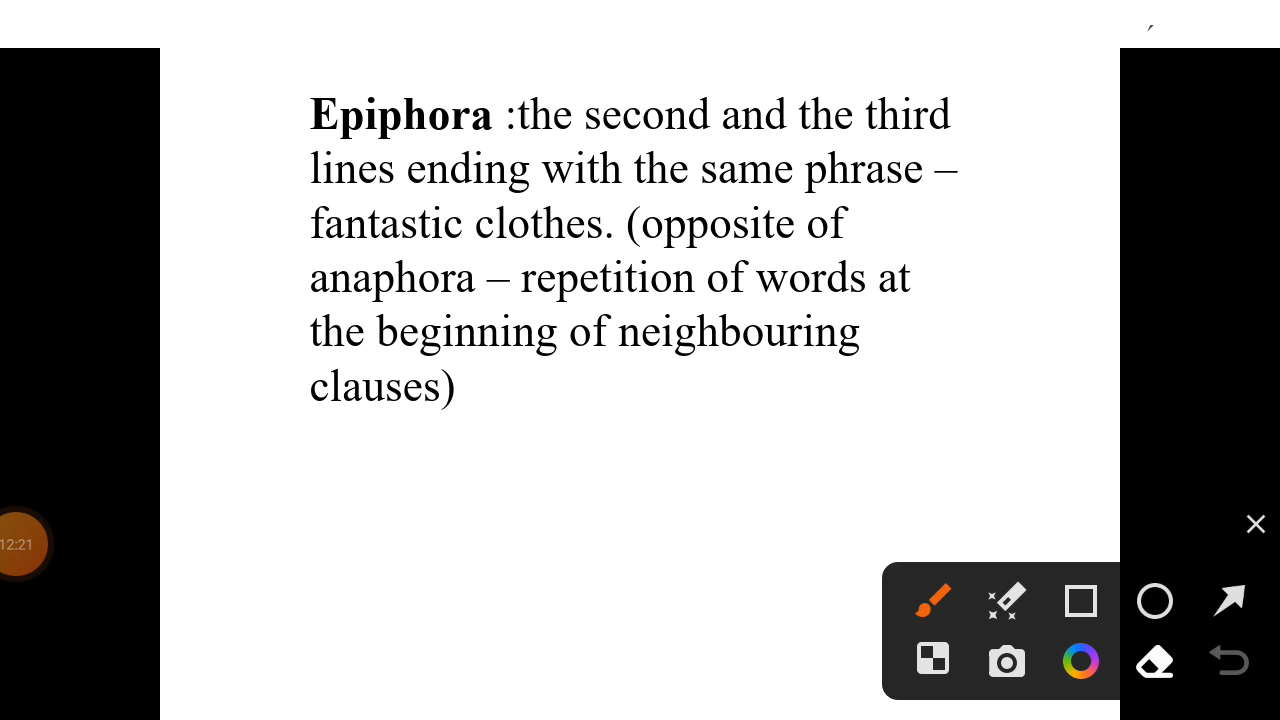 Epiphora :the second and the third
lines ending with the same phrase –
fantastic clothes. (opposite of
anaphora – repetition of words at
the beginning of neighbouring
clauses)
12:21